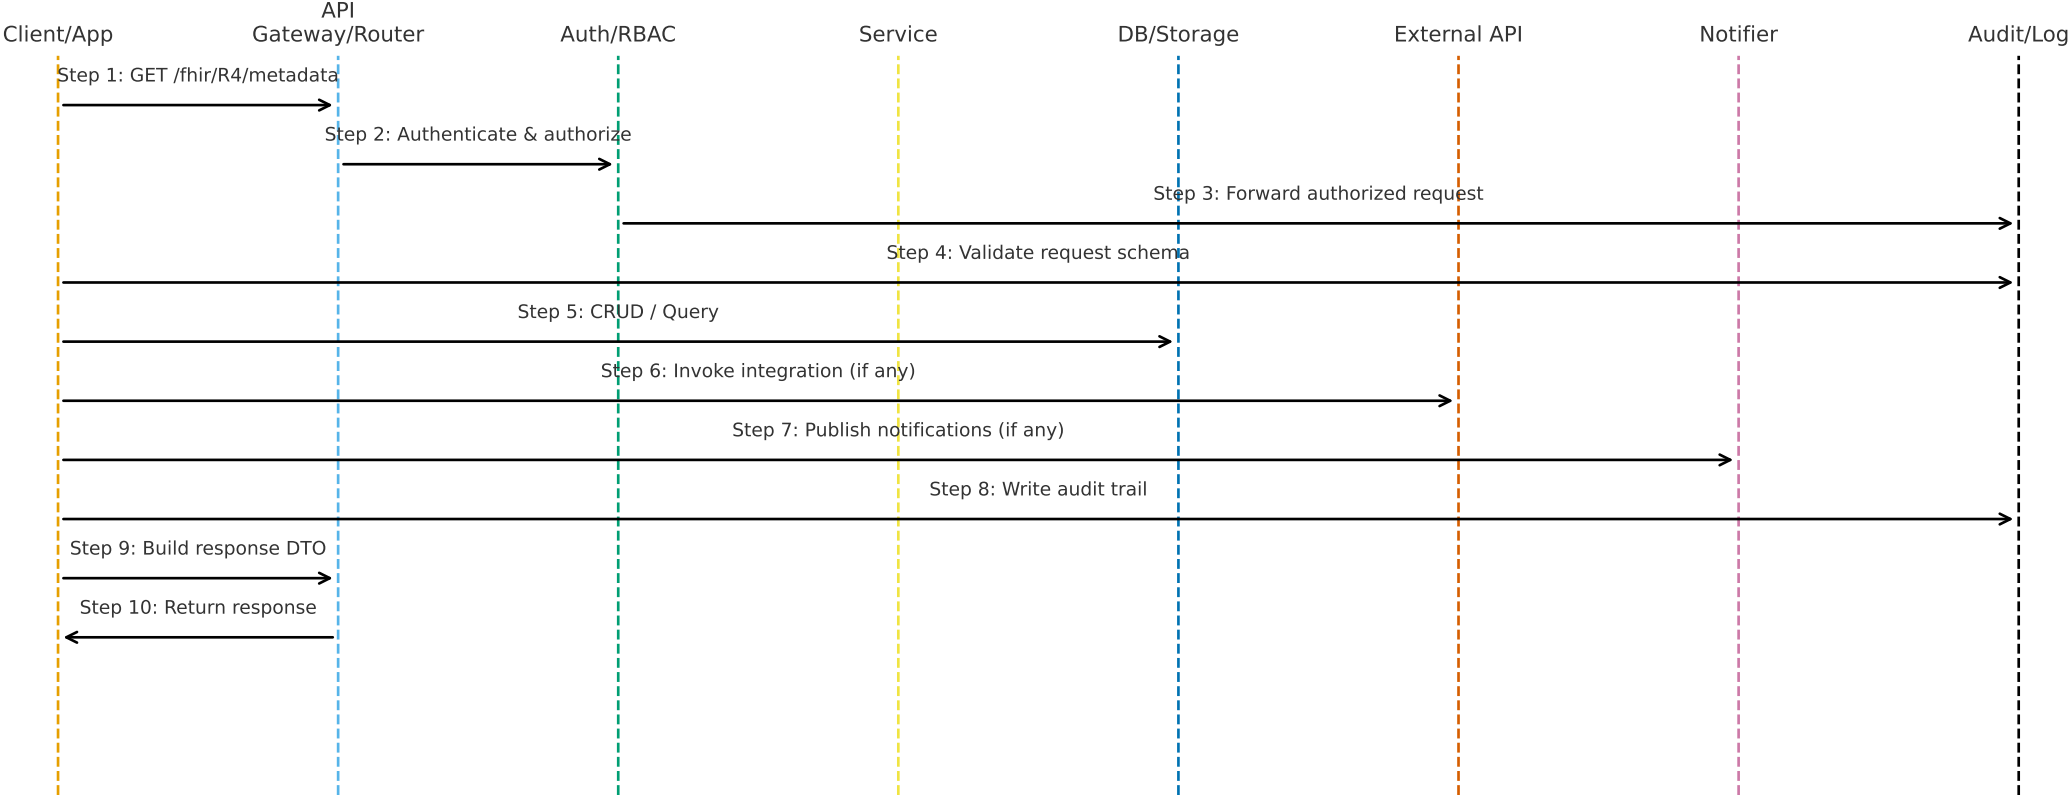 API
Client/App
Gateway/Router
Auth/RBAC
Service
DB/Storage
External API
Notifier
Audit/Log
Step 1: GET /fhir/R4/metadata
Step 2: Authenticate & authorize
Step 3: Forward authorized request
Step 4: Validate request schema
Step 5: CRUD / Query
Step 6: Invoke integration (if any)
Step 7: Publish notifications (if any)
Step 8: Write audit trail
Step 9: Build response DTO
Step 10: Return response